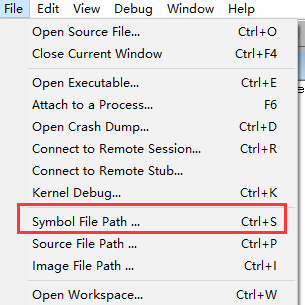 File Edit View Debug Window Help
Open Source File... Ctrl+O
Close Current Window Ctrl+F4
Open Executable... Ctrl+E
Attach to a Process... F6
Open Crash Dump... Ctrl+D
Connect to Remote Session... Ctrl+R
Connect to Remote Stub...
Kernel Debug... Ctrl+K
Symbol File Path ... Ctrl+S
Source File Path ... Ctrl+P
Image File Path ... Ctrl+I
Open Workspace... Ctrl+W